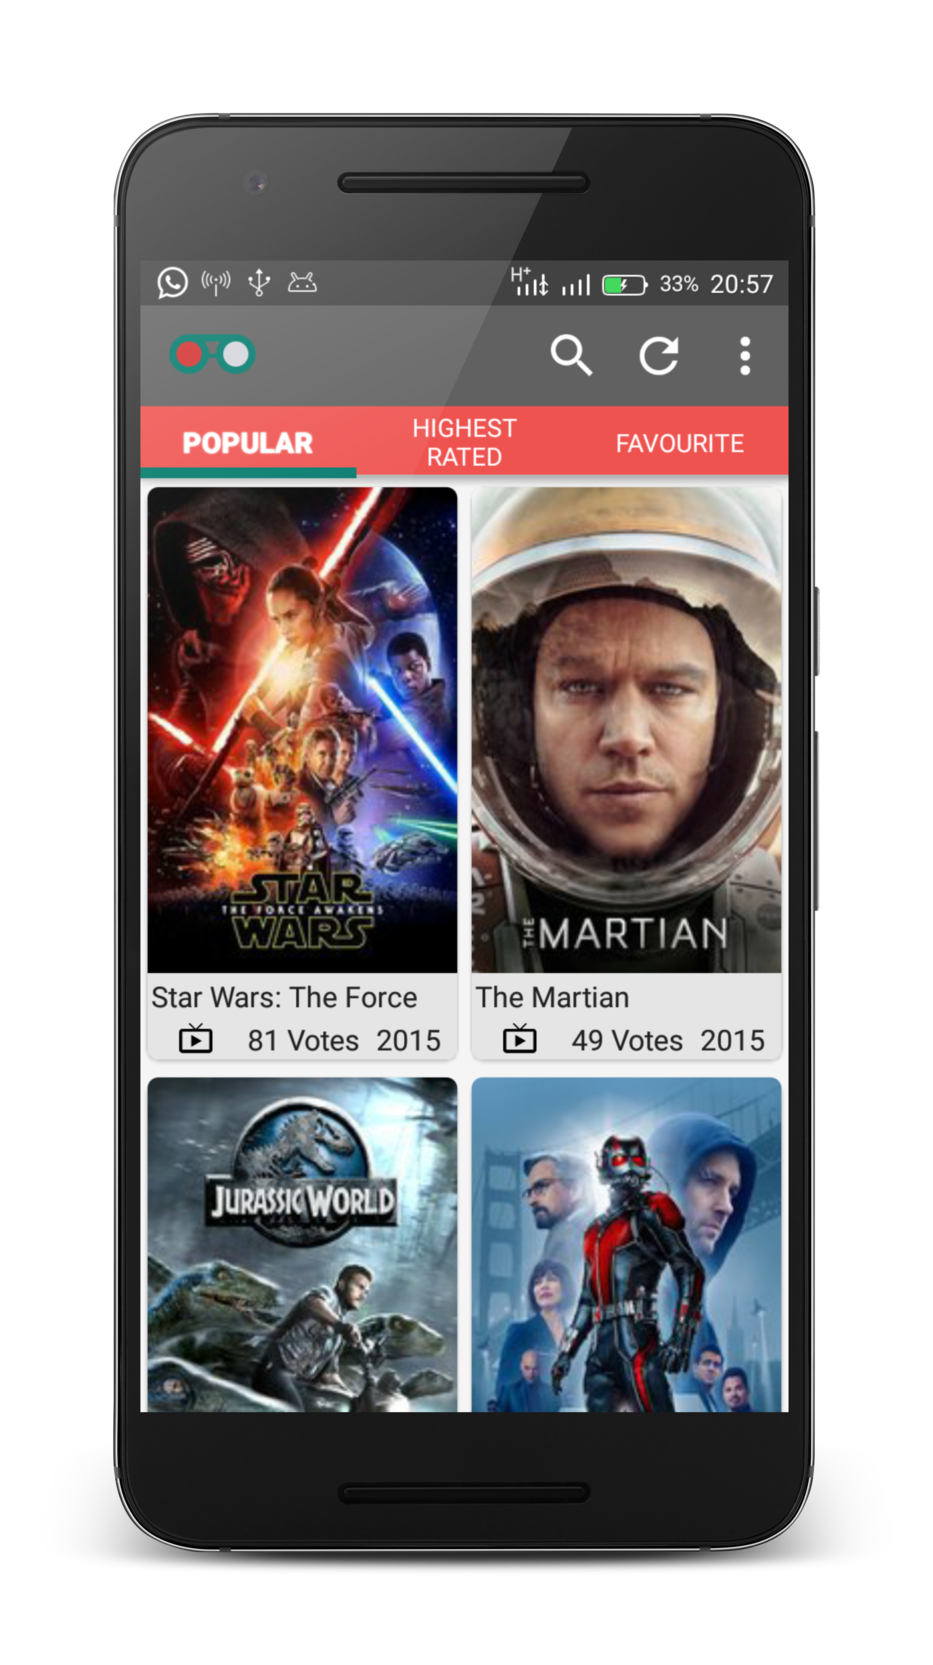 H+ 33% 20:57
POPULAR
HIGHEST
RATED
FAVOURITE
STAR
THE FORCE AWAKENS
WARS
THE MARTIAN
Star Wars: The Force
81 Votes 2015
The Martian
49 Votes 2015
JURASSIC WORLD